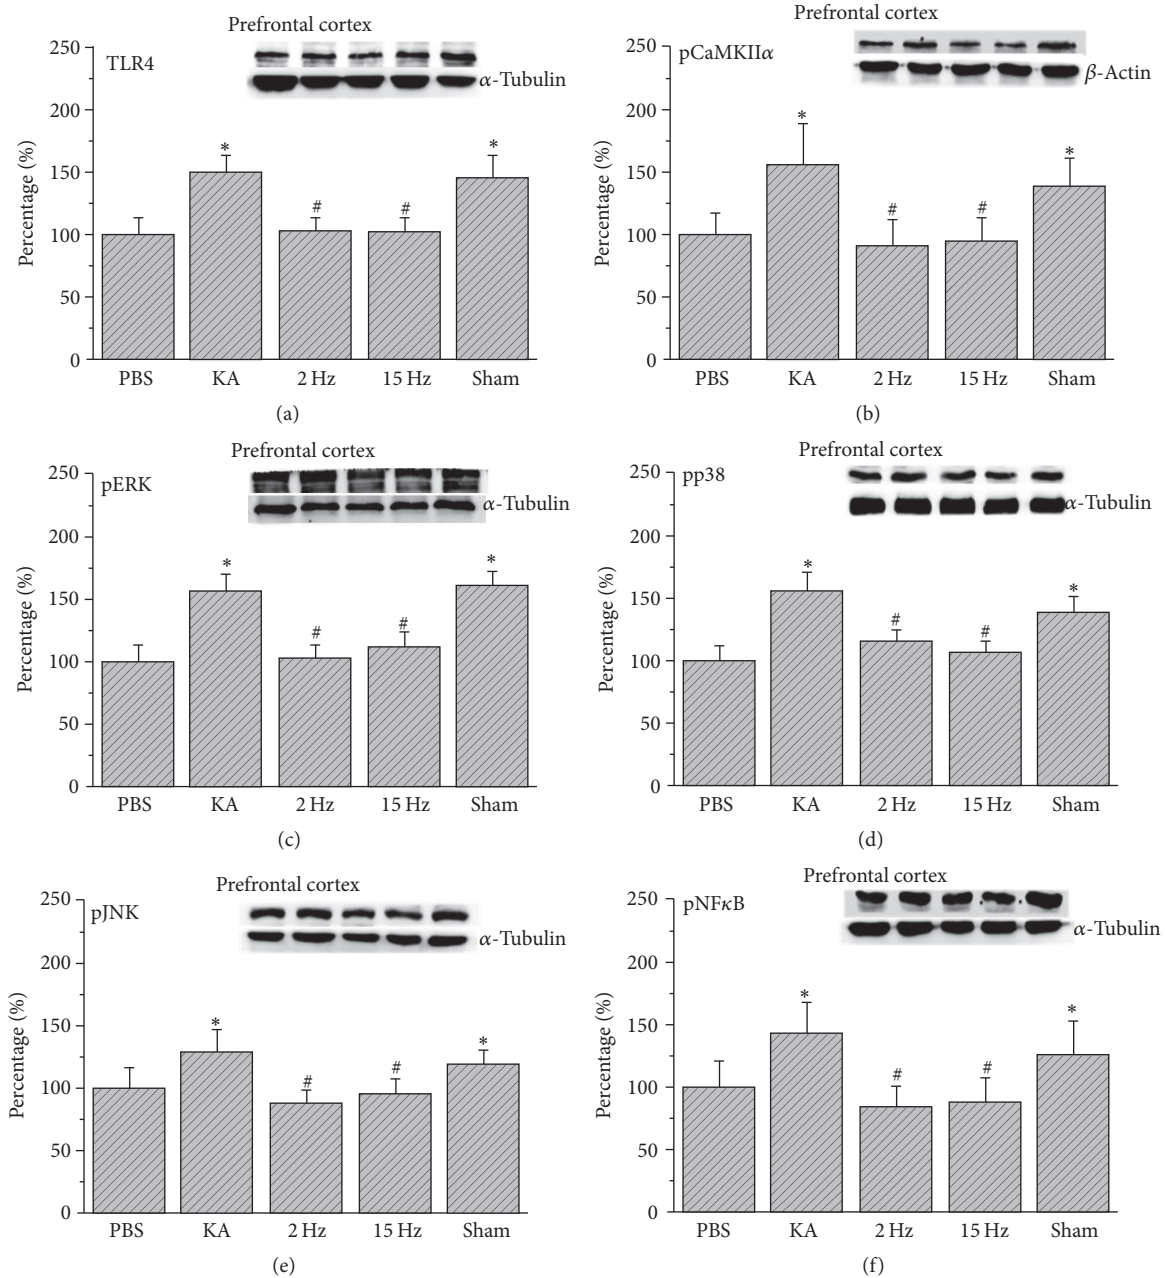 Prefrontal cortex
TLR4
α-Tubulin
Percentage (%)
250
200
150
100
50
0
*
#
#
*
PBS KA 2 Hz 15 Hz Sham
(a)
Prefrontal cortex
pCaMKIIα
β-Actin
Percentage (%)
250
200
150
100
50
0
*
#
#
*
PBS KA 2 Hz 15 Hz Sham
(b)
Prefrontal cortex
pERK
α-Tubulin
Percentage (%)
250
200
150
100
50
0
*
#
#
*
PBS KA 2 Hz 15 Hz Sham
(c)
Prefrontal cortex
pp38
α-Tubulin
Percentage (%)
250
200
150
100
50
0
*
#
#
*
PBS KA 2 Hz 15 Hz Sham
(d)
Prefrontal cortex
pJNK
α-Tubulin
Percentage (%)
250
200
150
100
50
0
*
#
#
*
PBS KA 2 Hz 15 Hz Sham
(e)
Prefrontal cortex
pNFκB
α-Tubulin
Percentage (%)
250
200
150
100
50
0
*
#
#
*
PBS KA 2 Hz 15 Hz Sham
(f)